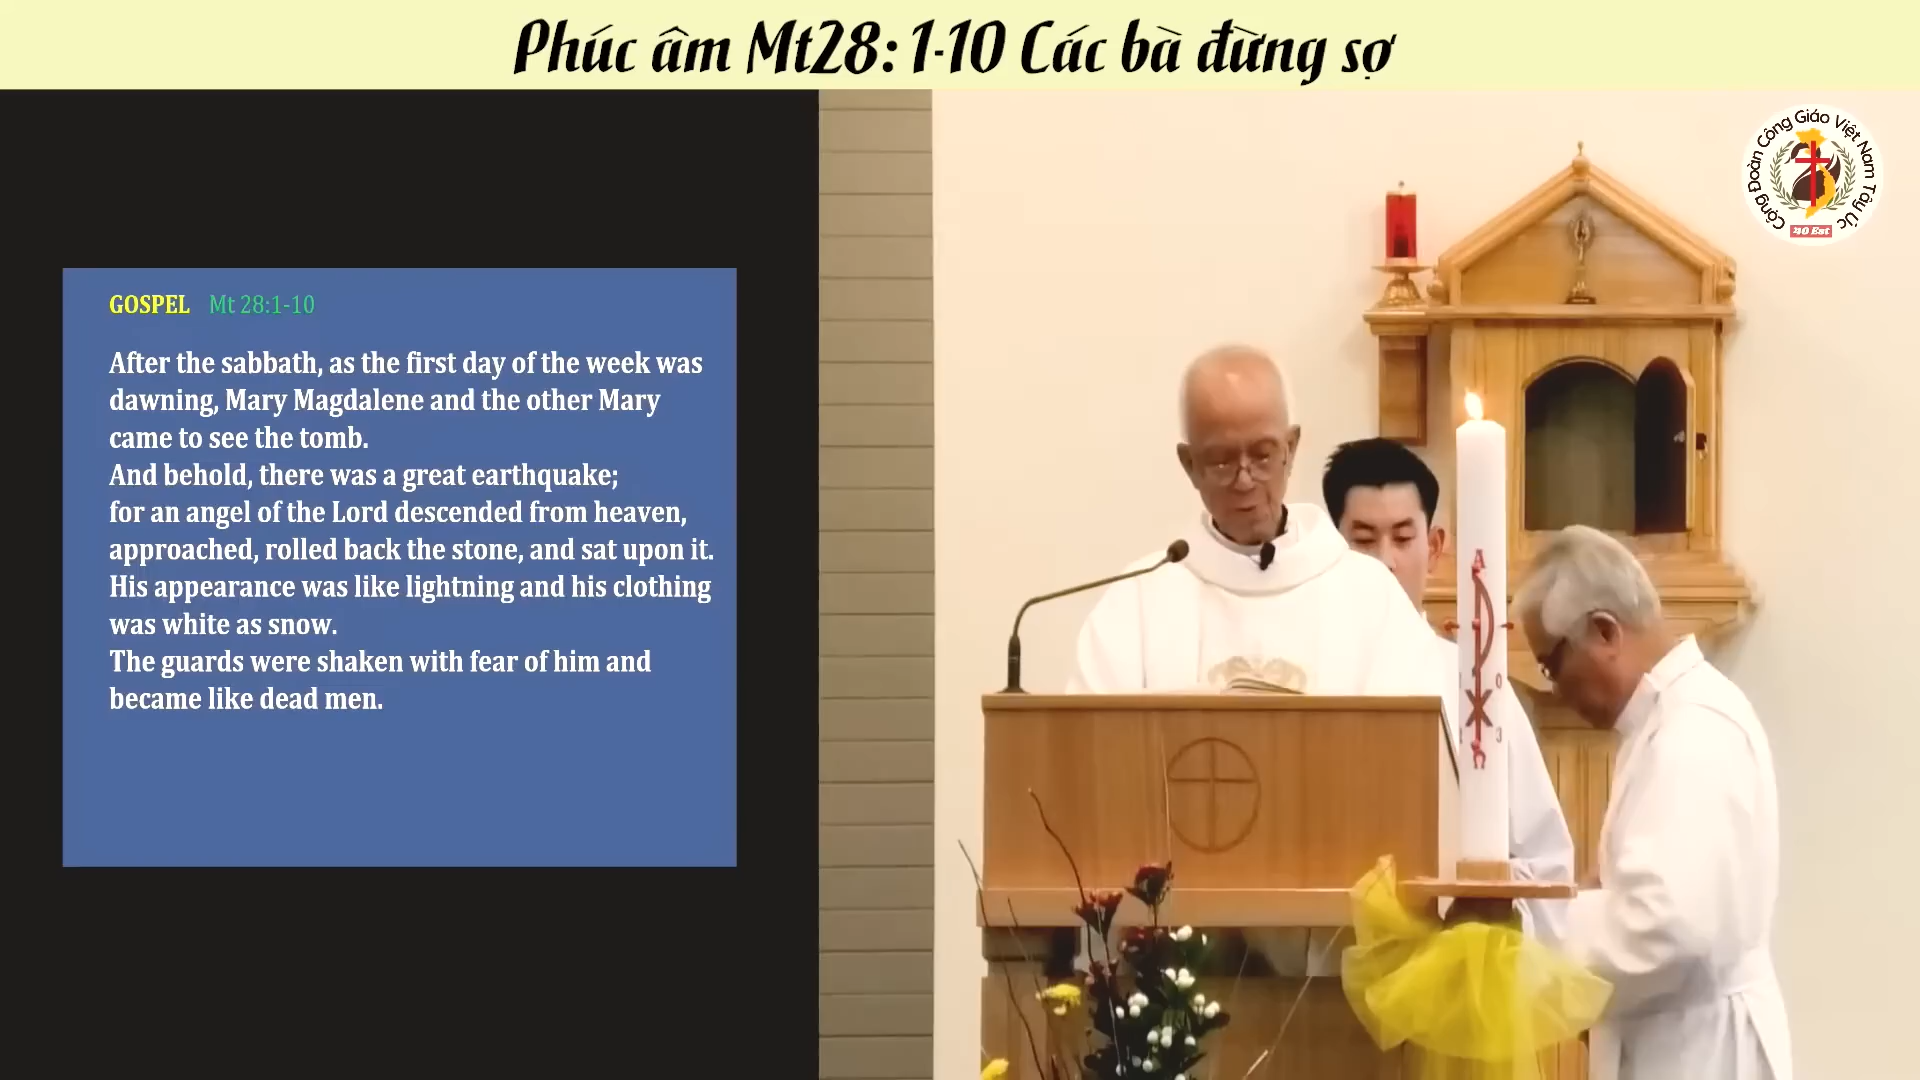 Phúc âm Mt28: 1-10 Các bà đừng sợ
Cộng Đoàn Công Giáo Việt Nam Tây Úc
40 Est
GOSPEL Mt 28:1-10
After the sabbath, as the first day of the week was
dawning, Mary Magdalene and the other Mary
came to see the tomb.
And behold, there was a great earthquake;
for an angel of the Lord descended from heaven,
approached, rolled back the stone, and sat upon it.
His appearance was like lightning and his clothing
was white as snow.
The guards were shaken with fear of him and
became like dead men.
Α
0
3
Ω